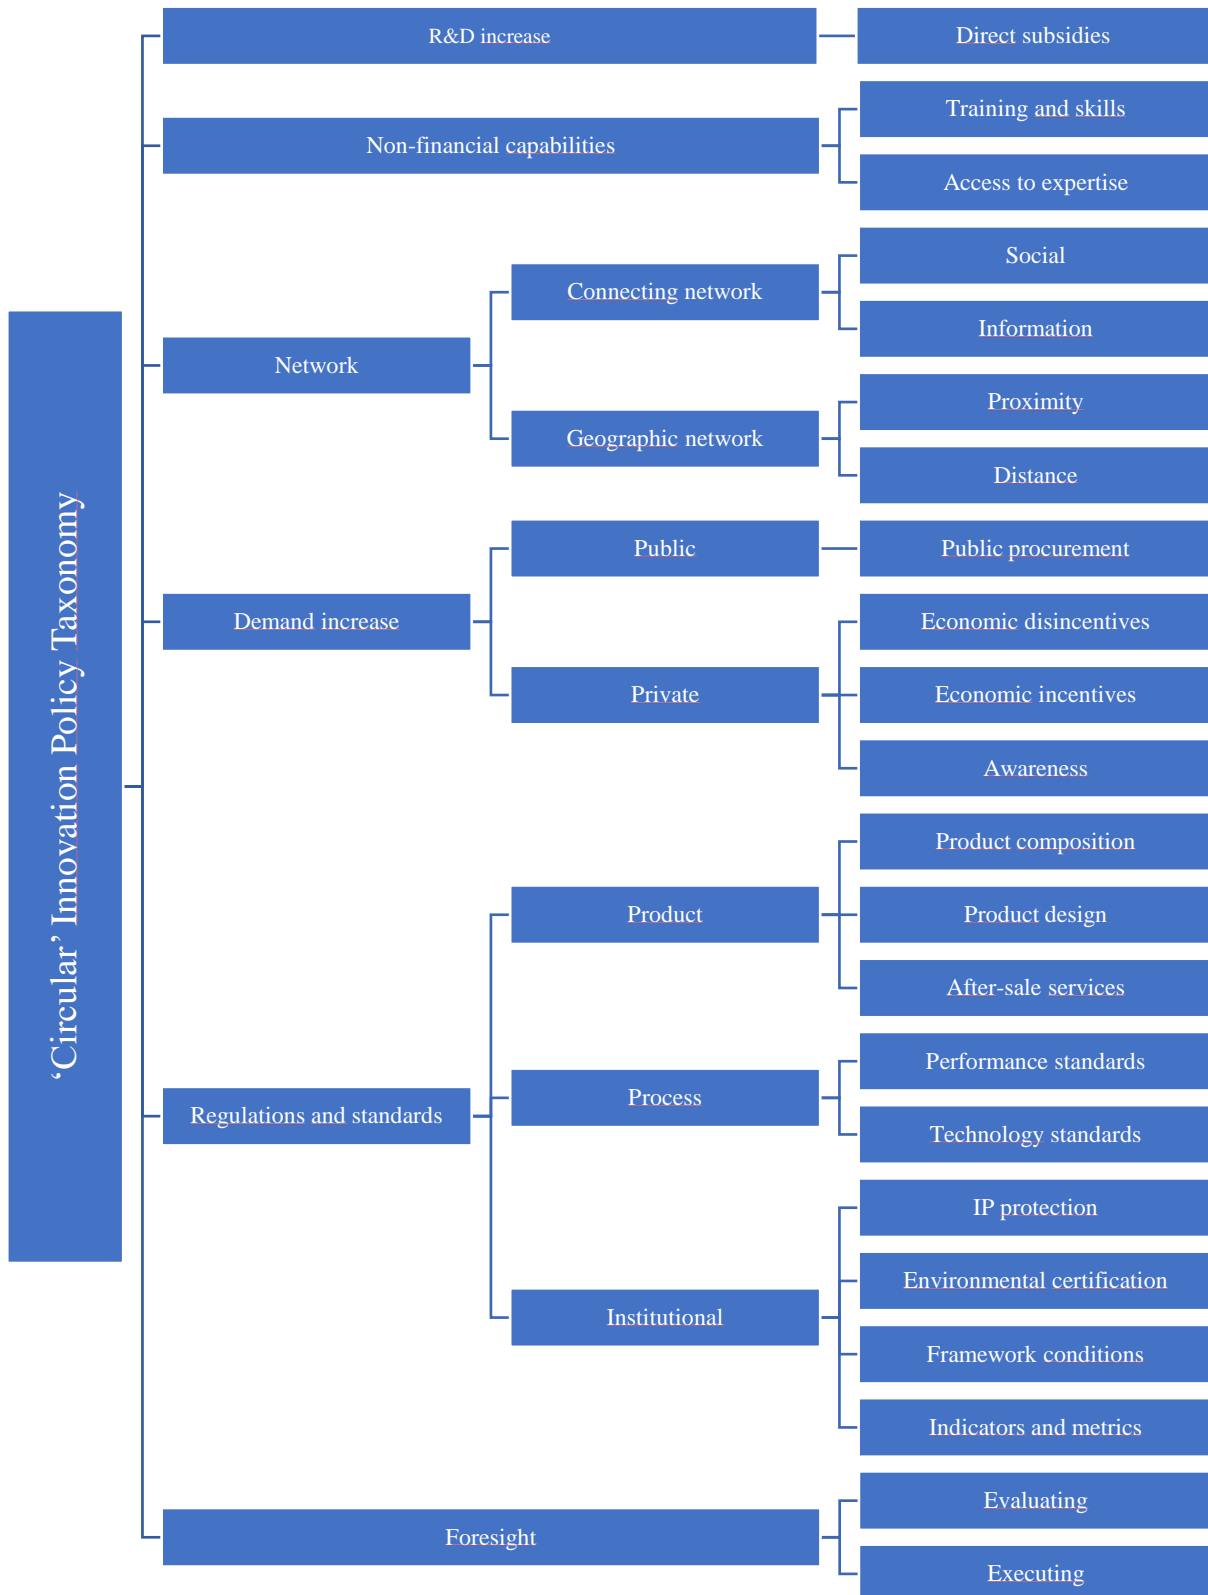 ‘Circular’ Innovation Policy Taxonomy
R&D increase
Direct subsidies
Non-financial capabilities
Training and skills
Access to expertise
Network
Connecting network
Social
Information
Geographic network
Proximity
Distance
Demand increase
Public
Public procurement
Private
Economic disincentives
Economic incentives
Awareness
Regulations and standards
Product
Product composition
Product design
After-sale services
Process
Performance standards
Technology standards
Institutional
IP protection
Environmental certification
Framework conditions
Indicators and metrics
Foresight
Evaluating
Executing